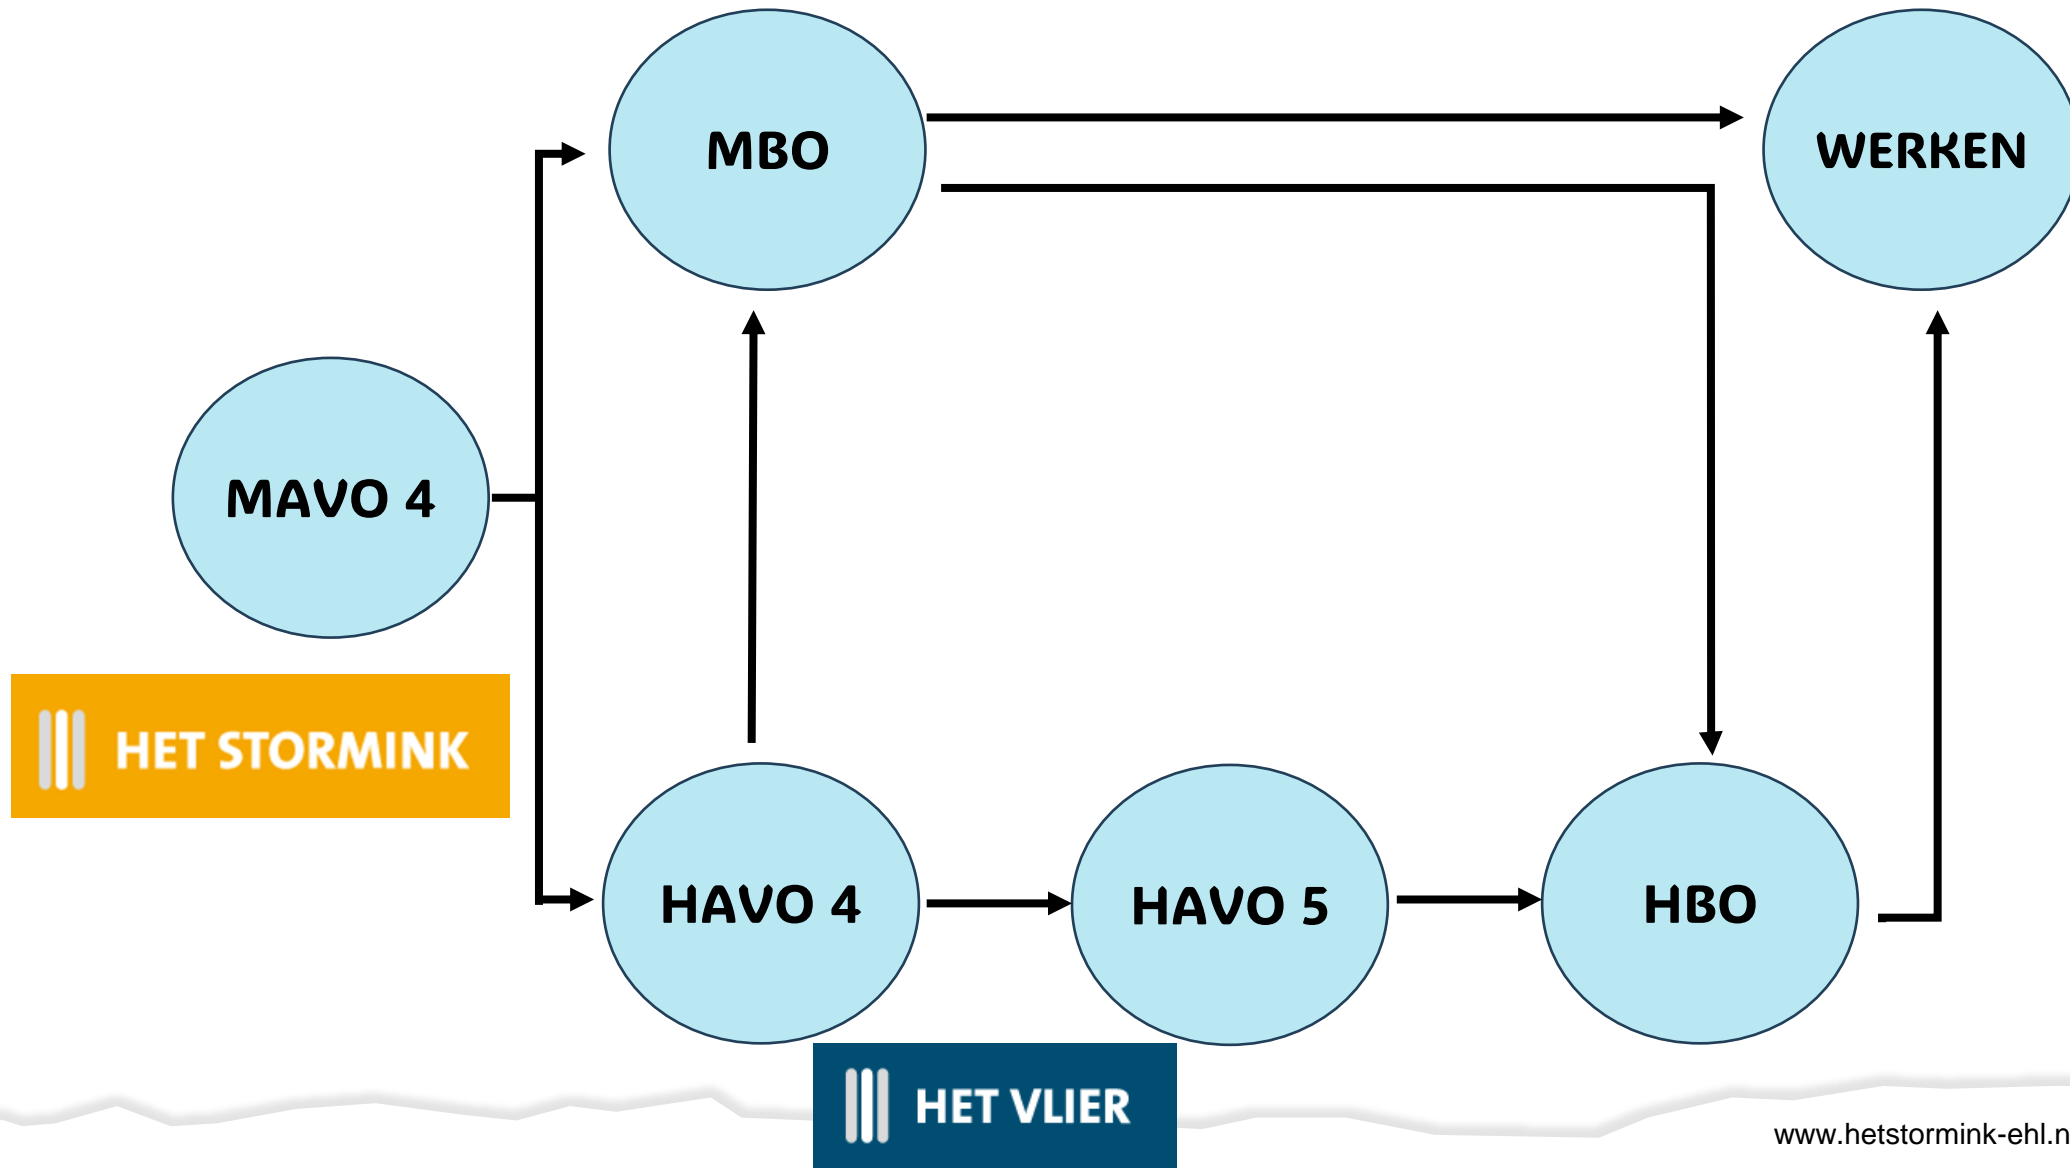 MBO
WERKEN
MAVO 4
HET STORMINK
HAVO 4
HAVO 5
HBO
HET VLIER
www.hetstormink-ehl.n